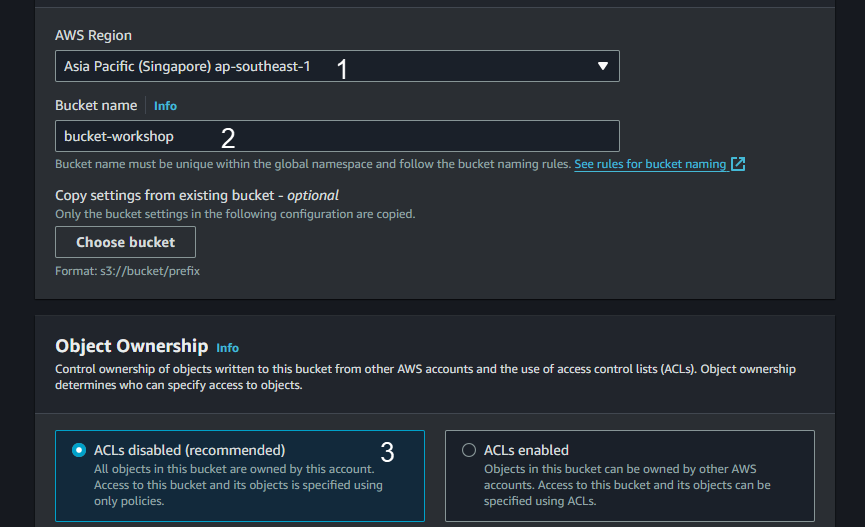 AWS Region
Asia Pacific (Singapore) ap-southeast-1 1
Bucket name Info
bucket-workshop 2
Bucket name must be unique within the global namespace and follow the bucket naming rules. See rules for bucket naming
Copy settings from existing bucket - optional
Only the bucket settings in the following configuration are copied.
Choose bucket
Format: s3://bucket/prefix
Object Ownership Info
Control ownership of objects written to this bucket from other AWS accounts and the use of access control lists (ACLs). Object ownership
determines who can specify access to objects.
ACLs disabled (recommended) 3
All objects in this bucket are owned by this account.
Access to this bucket and its objects is specified using
only policies.
ACLs enabled
Objects in this bucket can be owned by other AWS
accounts. Access to this bucket and its objects can be
specified using ACLs.